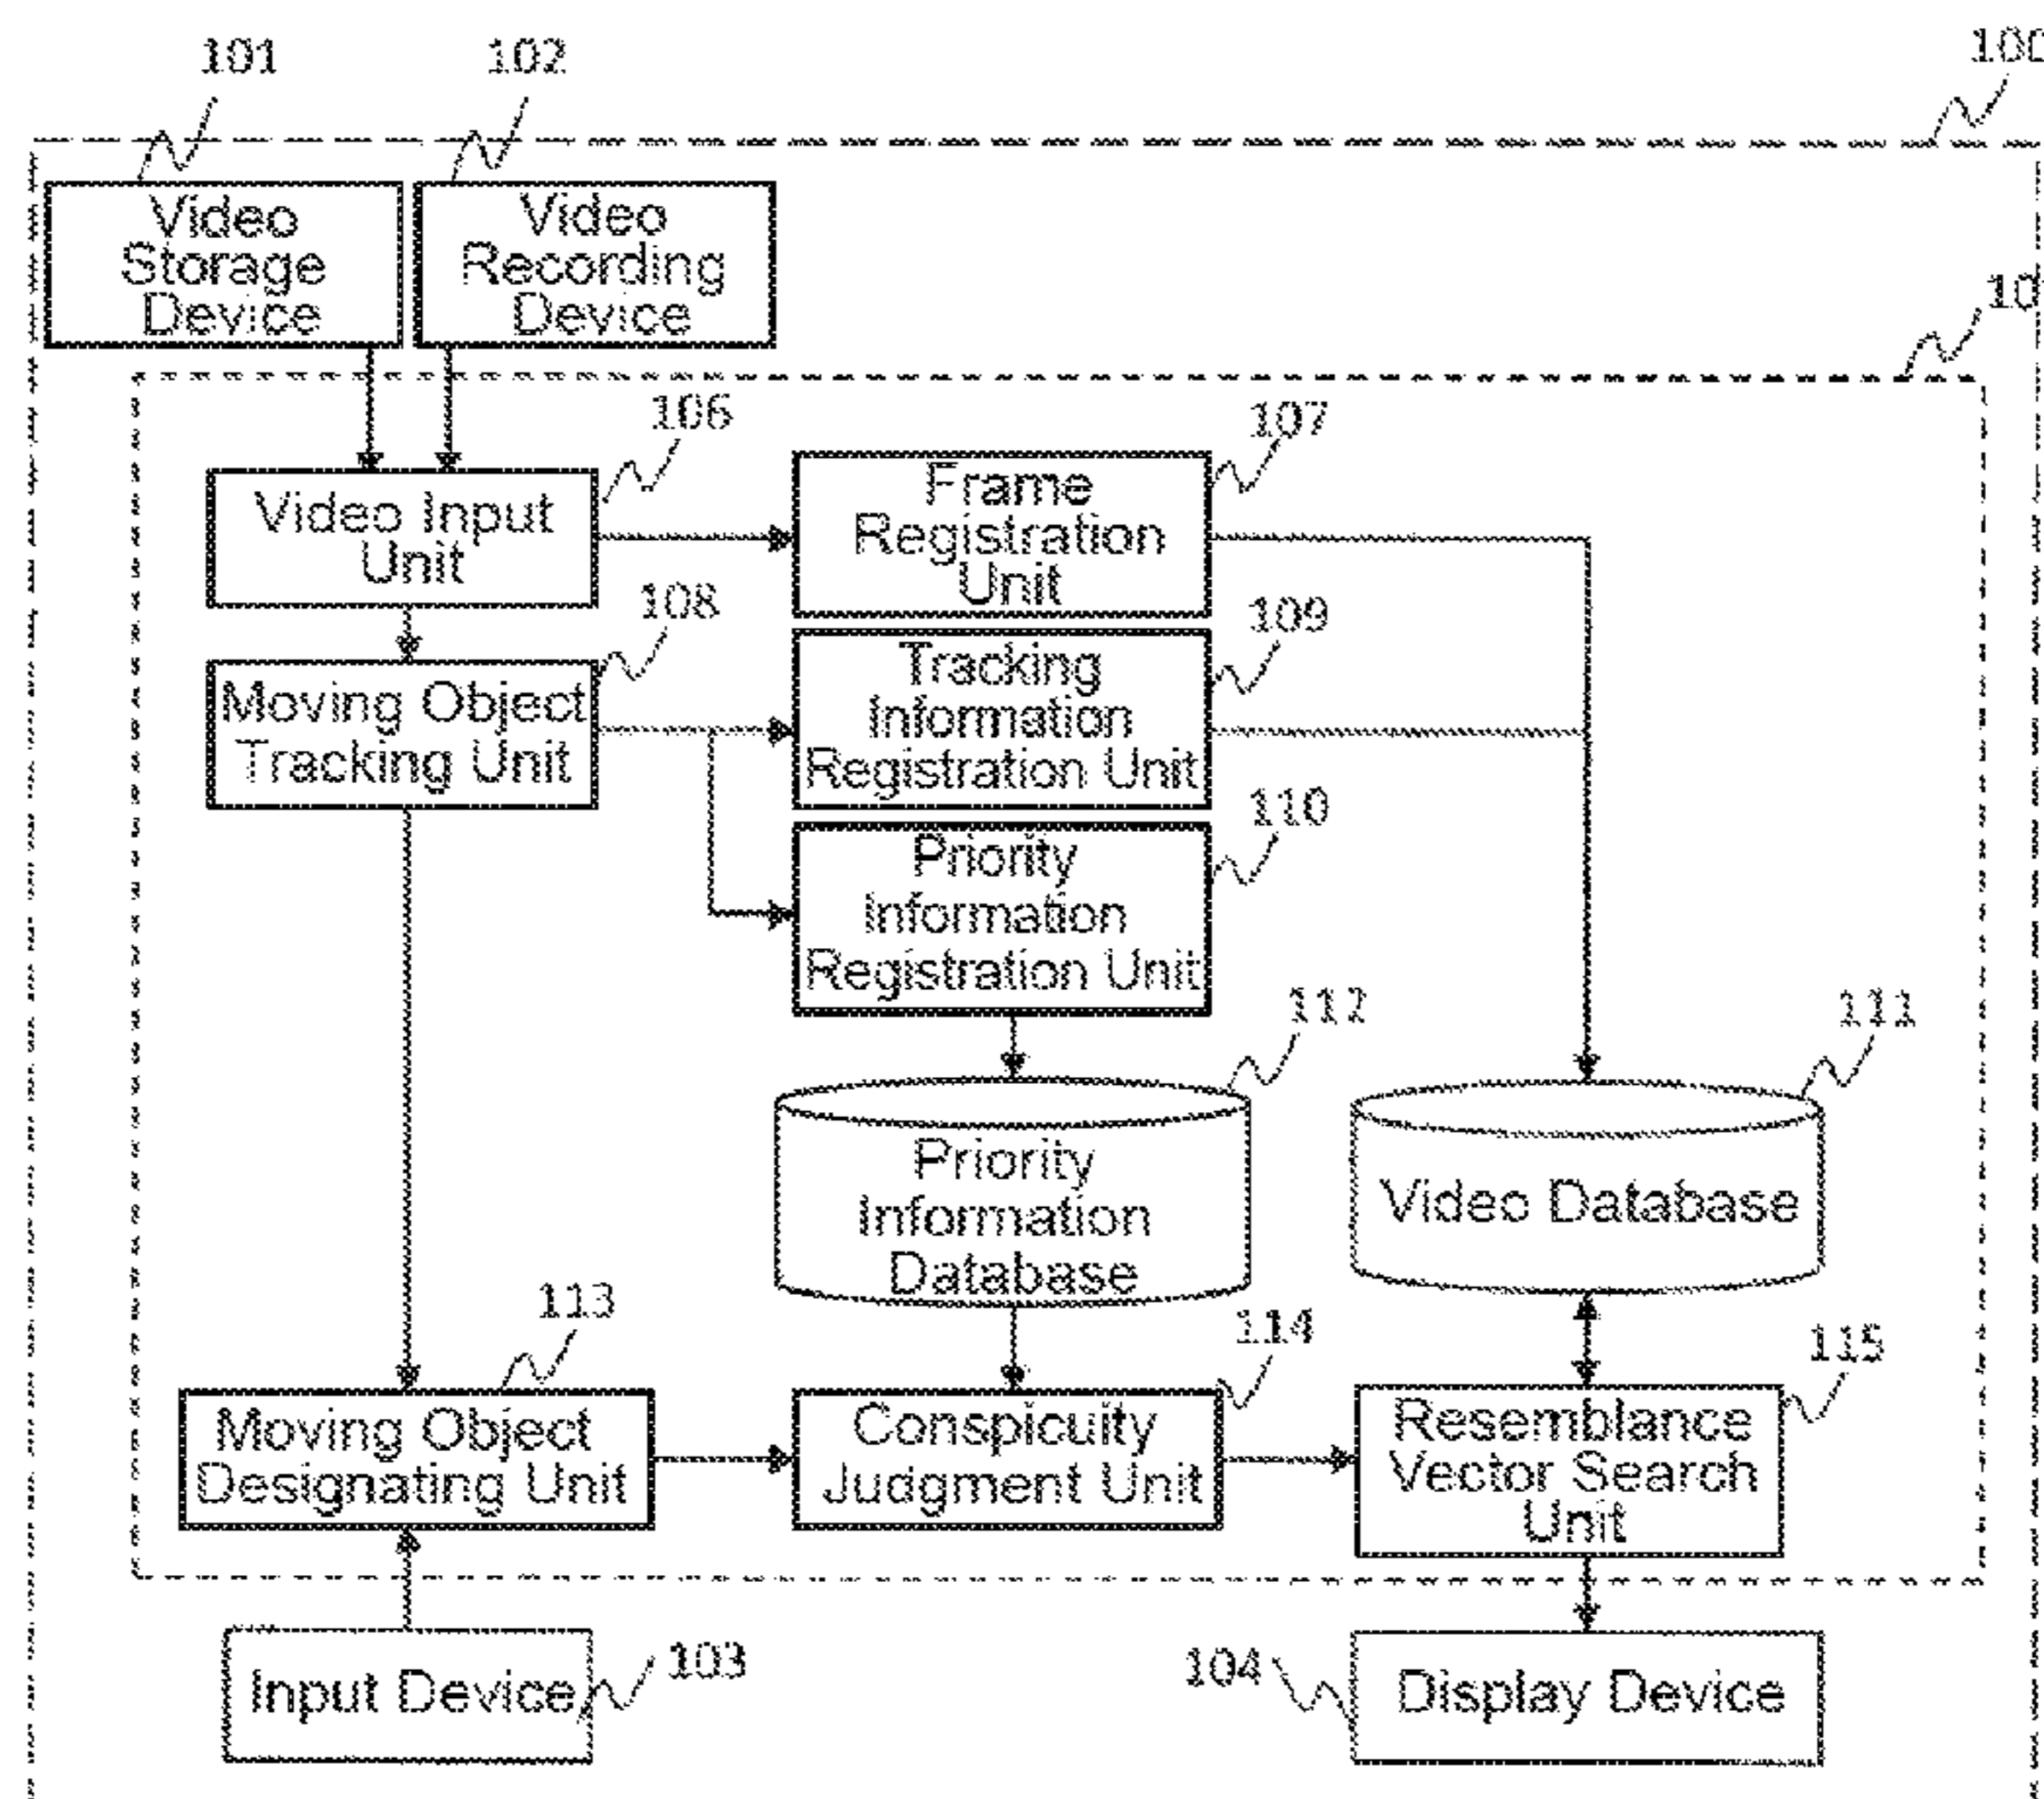 101
102
100
Video
Storage
Device
Video
Recording
Device
10
106
107
Video Input
Unit
Frame
Registration
Unit
108
109
Moving Object
Tracking Unit
Tracking
Information
Registration Unit
110
Priority
Information
Registration Unit
112
111
Priority
Information
Database
Video Database
113
114
115
Moving Object
Designating Unit
Conspicuity
Judgment Unit
Resemblance
Vector Search
Unit
Input Device
103
104
Display Device